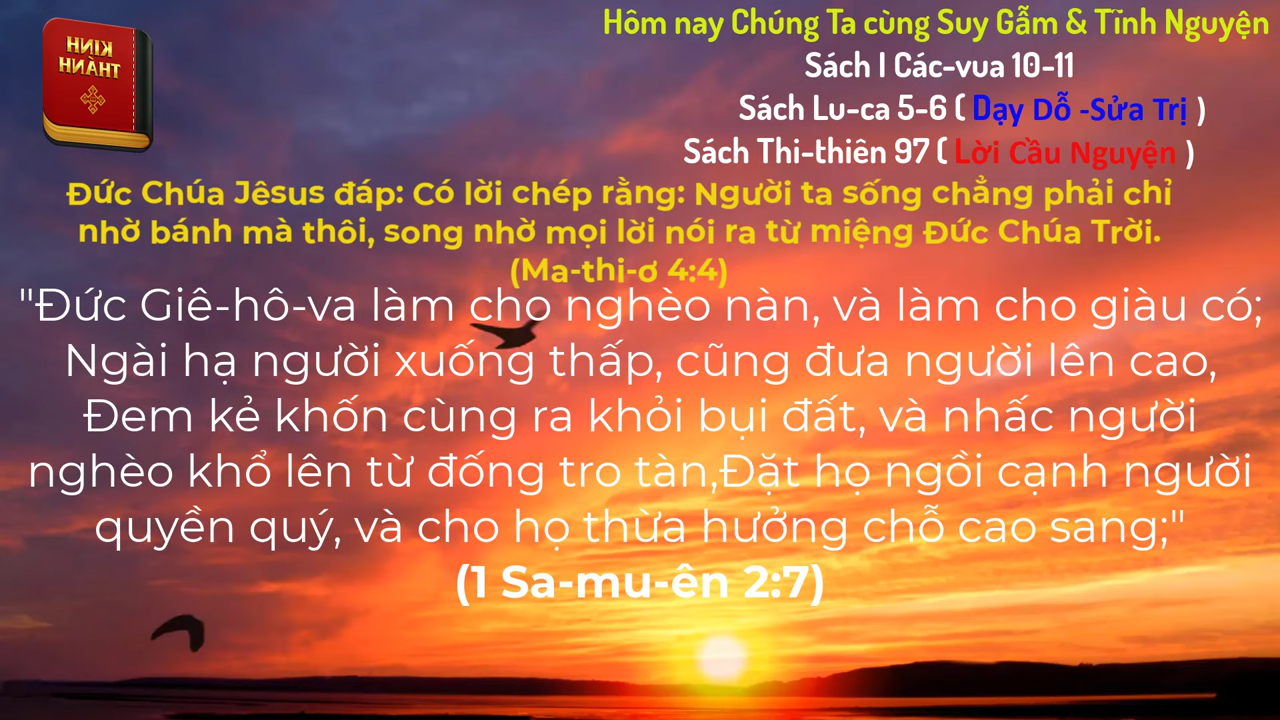 KINH
THÁNH
Hôm nay Chúng Ta cùng Suy Gẫm & Tĩnh Nguyện
Sách I Các-vua 10-11
Sách Lu-ca 5-6 ( Dạy Dỗ -Sửa Trị )
Sách Thi-thiên 97 ( Lời Cầu Nguyện )
Đức Chúa Jêsus đáp: Có lời chép rằng: Người ta sống chẳng phải chỉ
nhờ bánh mà thôi, song nhờ mọi lời nói ra từ miệng Đức Chúa Trời.
(Ma-thi-ơ 4:4)
"Đức Giê-hô-va làm cho nghèo nàn, và làm cho giàu có;
Ngài hạ người xuống thấp, cũng đưa người lên cao,
Đem kẻ khốn cùng ra khỏi bụi đất, và nhấc người
nghèo khổ lên từ đống tro tàn,Đặt họ ngồi cạnh người
quyền quý, và cho họ thừa hưởng chỗ cao sang;"
(1 Sa-mu-ên 2:7)